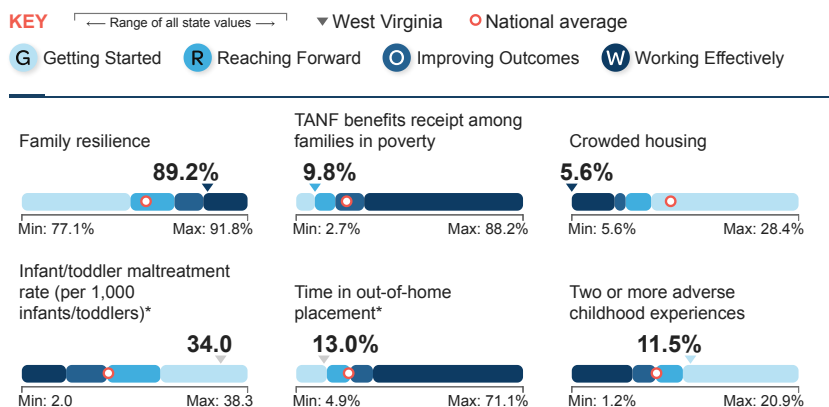 KEY
← Range of all state values →
West Virginia
National average
G Getting Started
R Reaching Forward
O Improving Outcomes
W Working Effectively
Family resilience
89.2%
Min: 77.1%
Max: 91.8%
TANF benefits receipt among
families in poverty
9.8%
Min: 2.7%
Max: 88.2%
Crowded housing
5.6%
Min: 5.6%
Max: 28.4%
Infant/toddler maltreatment
rate (per 1,000
infants/toddlers)*
34.0
Min: 2.0
Max: 38.3
Time in out-of-home
placement*
13.0%
Min: 4.9%
Max: 71.1%
Two or more adverse
childhood experiences
11.5%
Min: 1.2%
Max: 20.9%